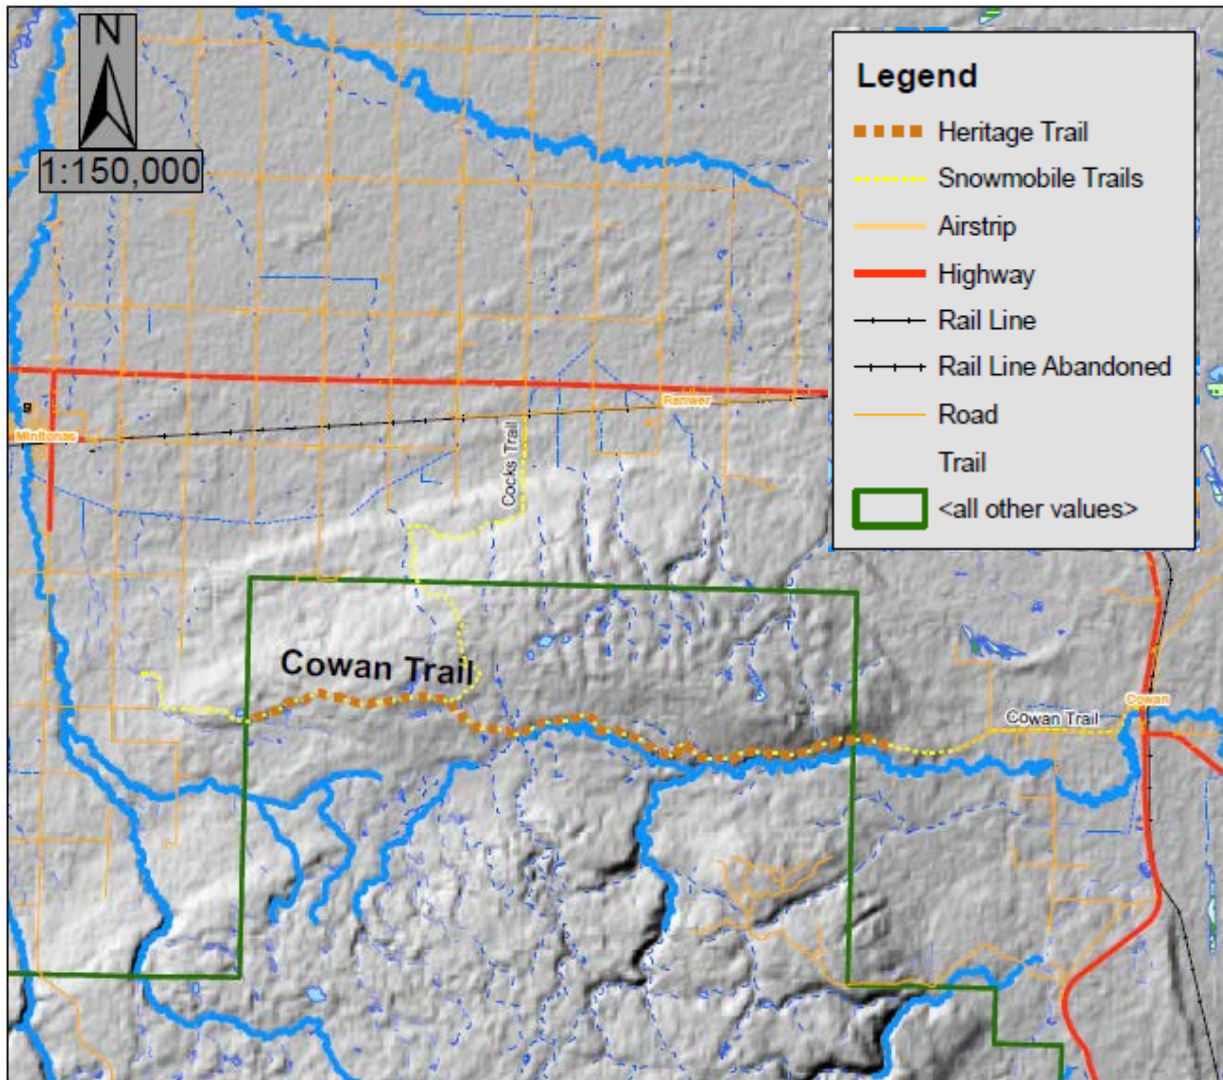 N
1:150,000
Legend
Heritage Trail
Snowmobile Trails
Airstrip
Highway
Rail Line
Rail Line Abandoned
Road
Trail
<all other values>
Renwer
Minitonas
Cocks Trail
Cowan Trail
Cowan
Cowan Trail